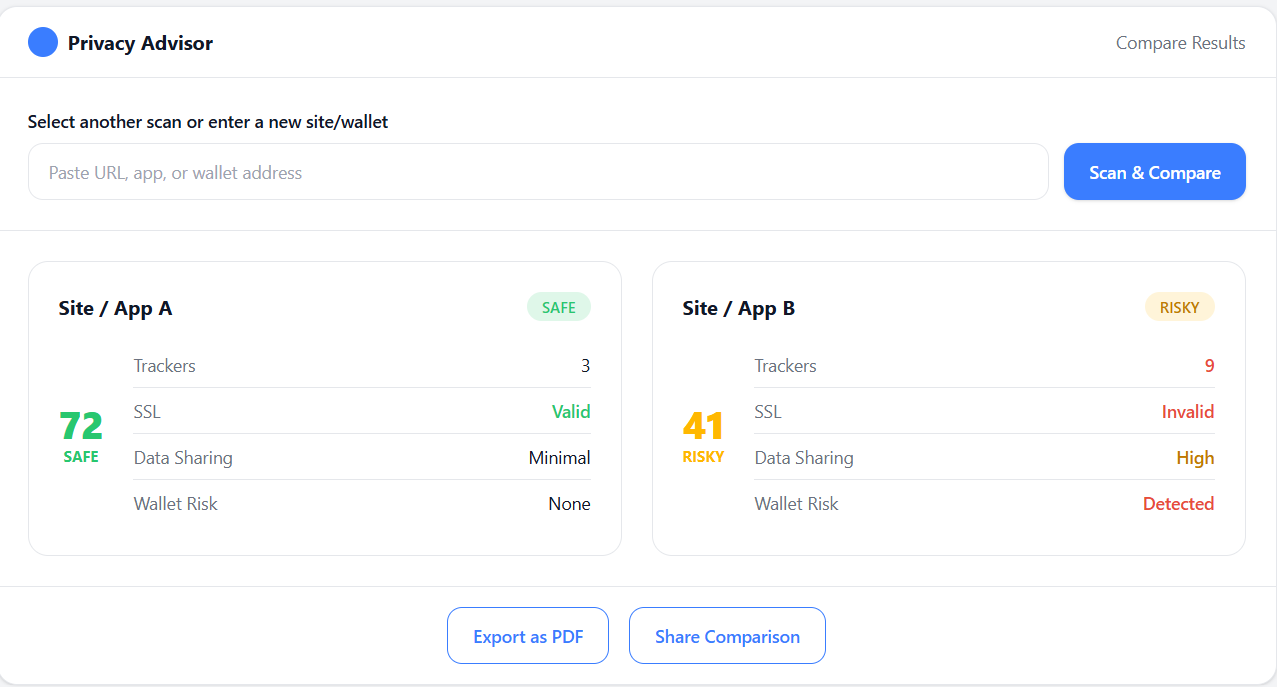 Privacy Advisor
Compare Results
Select another scan or enter a new site/wallet
Paste URL, app, or wallet address
Scan & Compare
Site / App A
SAFE
72
SAFE
Trackers 3
SSL Valid
Data Sharing Minimal
Wallet Risk None
Site / App B
RISKY
41
RISKY
Trackers 9
SSL Invalid
Data Sharing High
Wallet Risk Detected
Export as PDF
Share Comparison